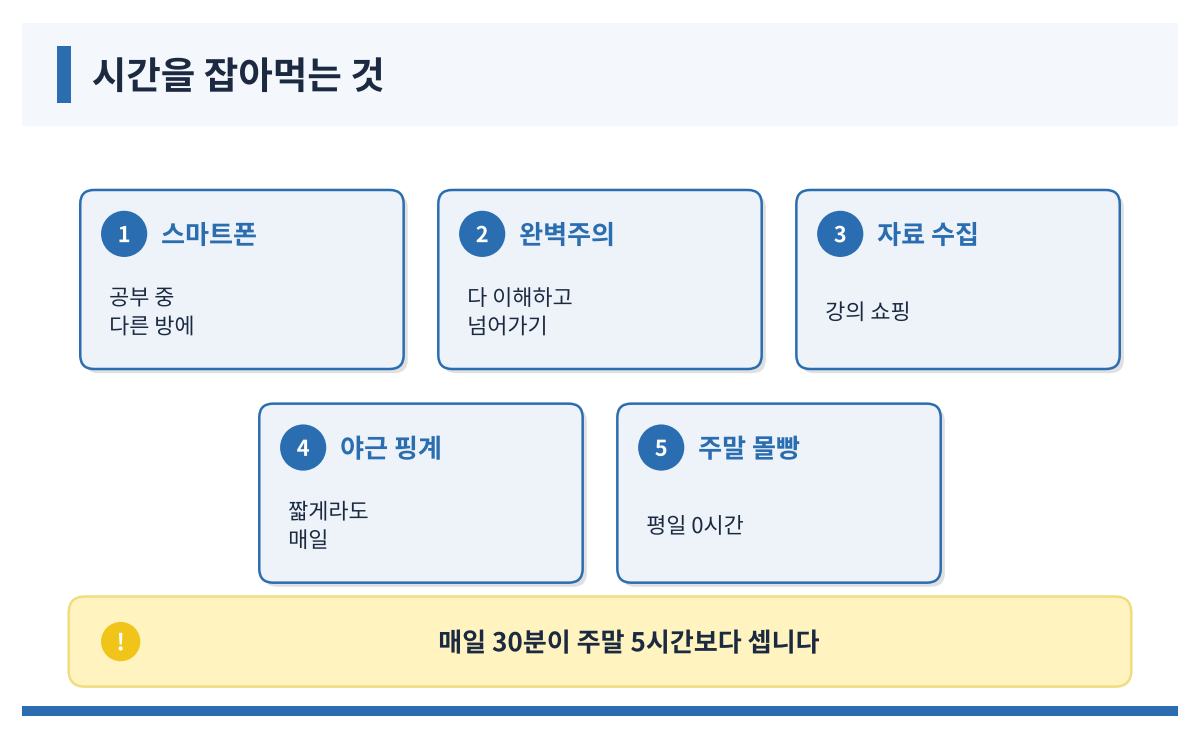 시간을 잡아먹는 것
1 스마트폰
공부 중
다른 방에
2 완벽주의
다 이해하고
넘어가기
3 자료 수집
강의 쇼핑
4 야근 핑계
짧게라도
매일
5 주말 몰빵
평일 0시간
! 매일 30분이 주말 5시간보다 셉니다